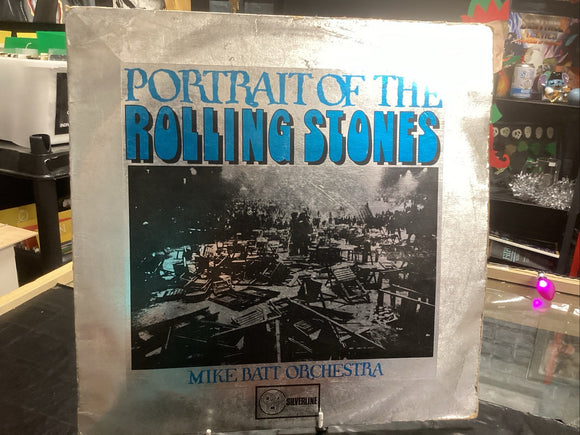 PORTRAIT OF THE
ROLLING STONES
MIKE BATT ORCHESTRA
SILVERLINE